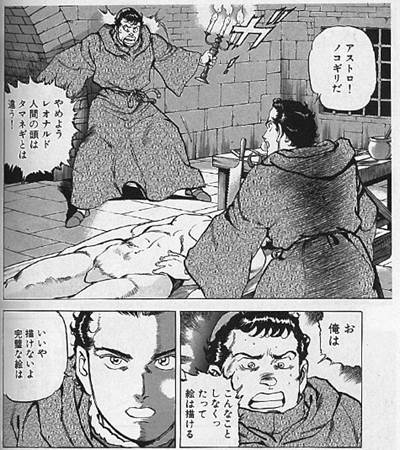 アストロ！
ノコギリだ
ガッ
やめよう
レオナルド
人間の頭は
タマネギとは
違う！
お
俺は
こんなこと
しなくっ
たって
絵は描ける
いいや
描けないよ
完璧な絵は